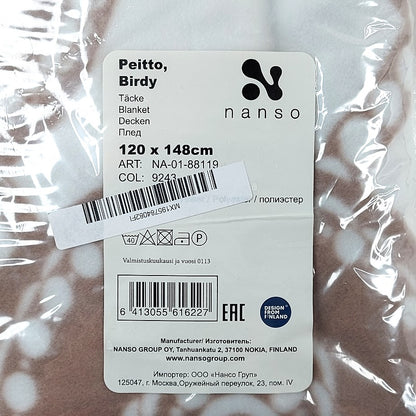 Peitto,
Birdy
nanso
Täcke
Blanket
Decken
Плед
120 x 148cm
ART: NA-01-88119
COL: 9243
MX1957840
/ Polyester / полиэстер
40
P
Valmistuskuukausi ja vuosi 0113
6 413055 616227
EAC
DESIGN
FROM
FINLAND
Manufacturer/ Изготовитель:
NANSO GROUP OY, Tanhuankatu 2, 37100 NOKIA, FINLAND
www.nansogroup.com
Импортер: ООО «Нансо Груп»
125047, г. Москва,Оружейный переулок, 23, пом. IV